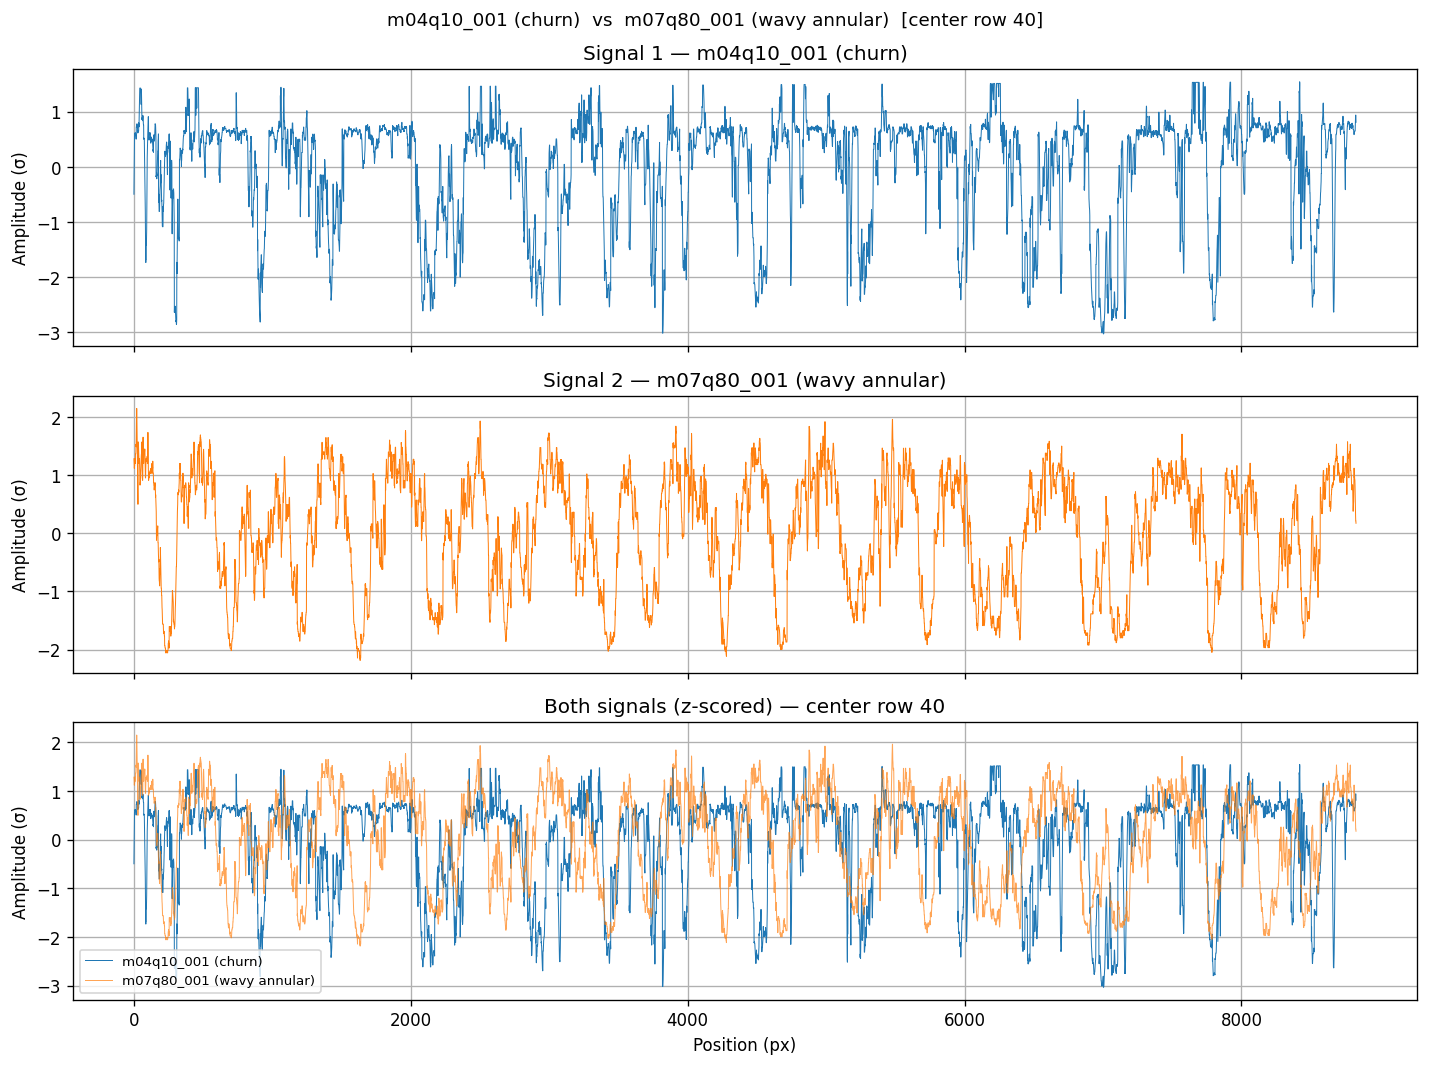 m04q10_001 (churn)  vs  m07q80_001 (wavy annular)  [center row 40]
Signal 1 — m04q10_001 (churn)
Amplitude (σ)
1
0
−1
−2
−3
Signal 2 — m07q80_001 (wavy annular)
Amplitude (σ)
2
1
0
−1
−2
Both signals (z-scored) — center row 40
Amplitude (σ)
2
1
0
−1
−2
−3
m04q10_001 (churn)
m07q80_001 (wavy annular)
0 2000 4000 6000 8000
Position (px)